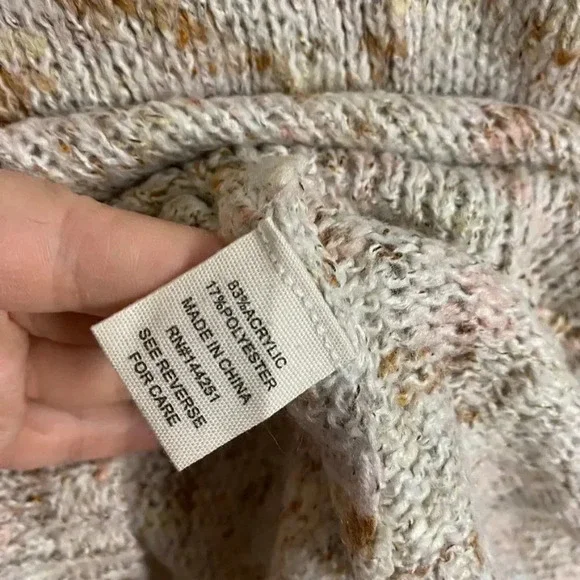 83%ACRYLIC
17%POLYESTER
MADE IN CHINA
RN#144251
SEE REVERSE
FOR CARE